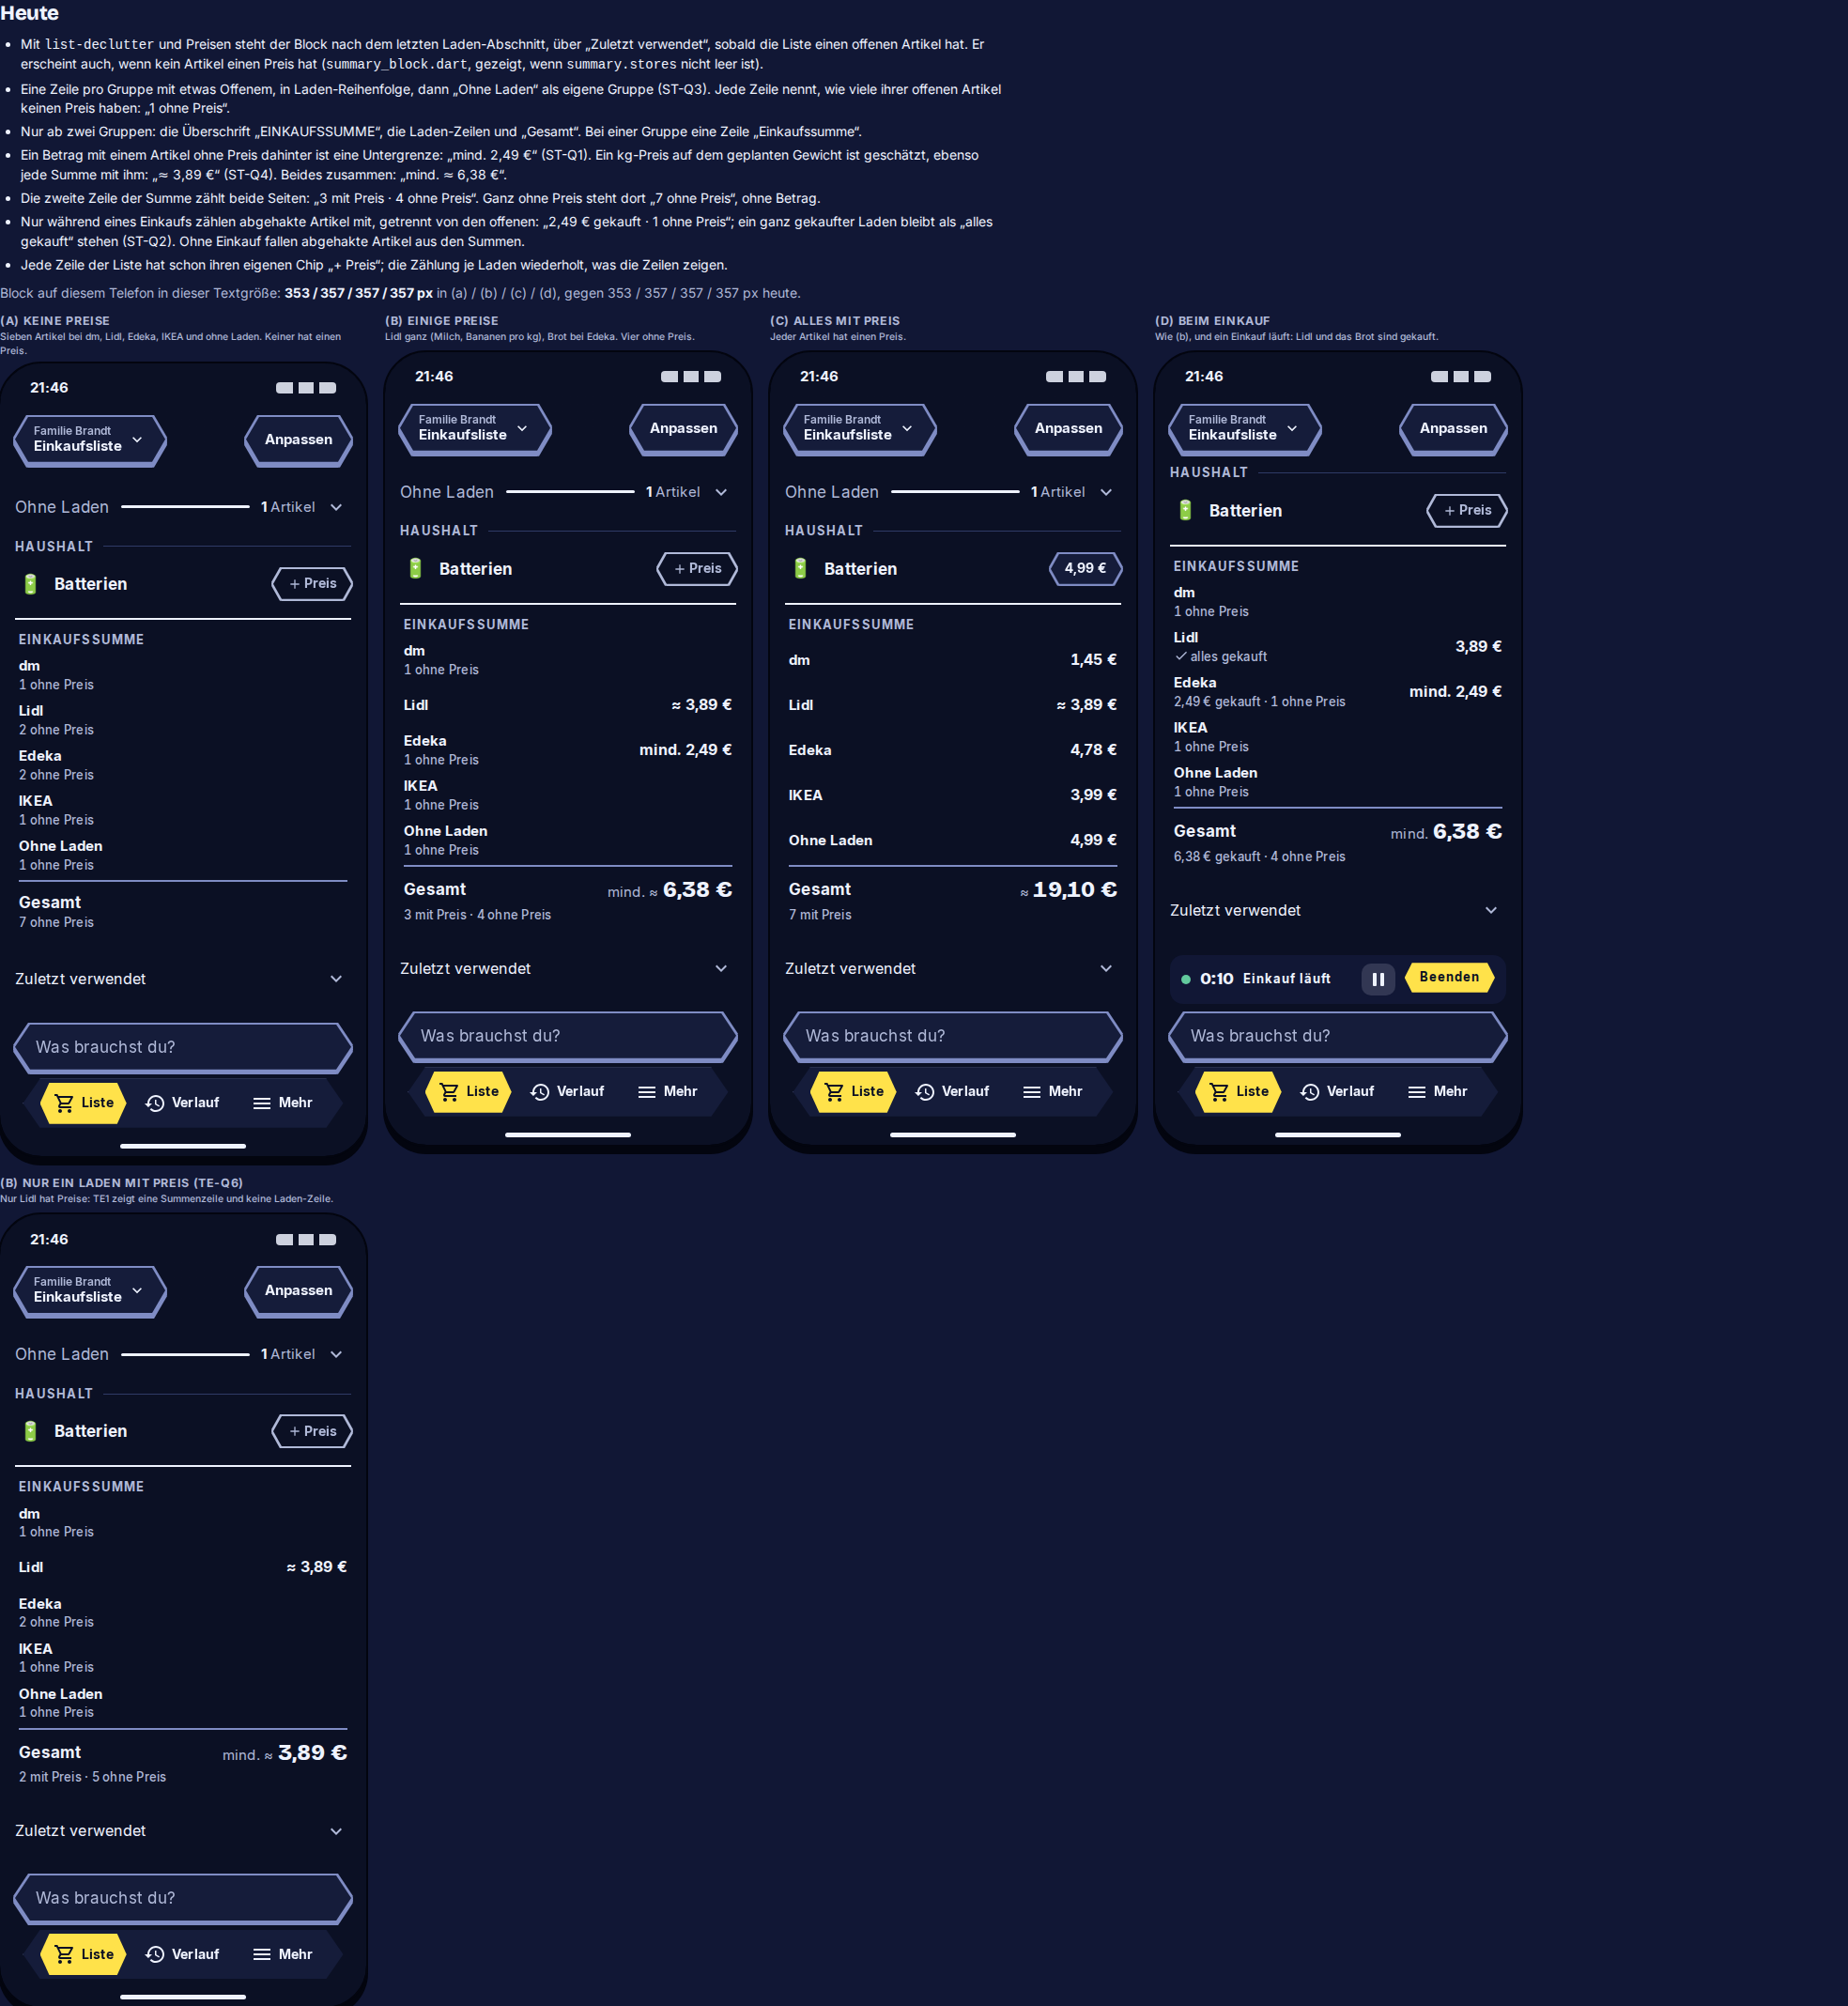 Heute
• Mit list-declutter und Preisen steht der Block nach dem letzten Laden-Abschnitt, über „Zuletzt verwendet“, sobald die Liste einen offenen Artikel hat. Er
erscheint auch, wenn kein Artikel einen Preis hat (summary_block.dart, gezeigt, wenn summary.stores nicht leer ist).
• Eine Zeile pro Gruppe mit etwas Offenem, in Laden-Reihenfolge, dann „Ohne Laden“ als eigene Gruppe (ST-Q3). Jede Zeile nennt, wie viele ihrer offenen Artikel
keinen Preis haben: „1 ohne Preis“.
• Nur ab zwei Gruppen: die Überschrift „EINKAUFSSUMME“, die Laden-Zeilen und „Gesamt“. Bei einer Gruppe eine Zeile „Einkaufssumme“.
• Ein Betrag mit einem Artikel ohne Preis dahinter ist eine Untergrenze: „mind. 2,49 €“ (ST-Q1). Ein kg-Preis auf dem geplanten Gewicht ist geschätzt, ebenso
jede Summe mit ihm: „≈ 3,89 €“ (ST-Q4). Beides zusammen: „mind. ≈ 6,38 €“.
• Die zweite Zeile der Summe zählt beide Seiten: „3 mit Preis · 4 ohne Preis“. Ganz ohne Preis steht dort „7 ohne Preis“, ohne Betrag.
• Nur während eines Einkaufs zählen abgehakte Artikel mit, getrennt von den offenen: „2,49 € gekauft · 1 ohne Preis“; ein ganz gekaufter Laden bleibt als „alles
gekauft“ stehen (ST-Q2). Ohne Einkauf fallen abgehakte Artikel aus den Summen.
• Jede Zeile der Liste hat schon ihren eigenen Chip „+ Preis“; die Zählung je Laden wiederholt, was die Zeilen zeigen.
Block auf diesem Telefon in dieser Textgröße: 353 / 357 / 357 / 357 px in (a) / (b) / (c) / (d), gegen 353 / 357 / 357 / 357 px heute.
(A) KEINE PREISE
Sieben Artikel bei dm, Lidl, Edeka, IKEA und ohne Laden. Keiner hat einen
Preis.
21:46
Familie Brandt
Einkaufsliste
Anpassen
Ohne Laden 1 Artikel
HAUSHALT
Batterien + Preis
EINKAUFSSUMME
dm
1 ohne Preis
Lidl
2 ohne Preis
Edeka
2 ohne Preis
IKEA
1 ohne Preis
Ohne Laden
1 ohne Preis
Gesamt
7 ohne Preis
Zuletzt verwendet
Was brauchst du?
Liste Verlauf Mehr
(B) EINIGE PREISE
Lidl ganz (Milch, Bananen pro kg), Brot bei Edeka. Vier ohne Preis.
21:46
Familie Brandt
Einkaufsliste
Anpassen
Ohne Laden 1 Artikel
HAUSHALT
Batterien + Preis
EINKAUFSSUMME
dm
1 ohne Preis
Lidl ≈ 3,89 €
Edeka mind. 2,49 €
1 ohne Preis
IKEA
1 ohne Preis
Ohne Laden
1 ohne Preis
Gesamt mind. ≈ 6,38 €
3 mit Preis · 4 ohne Preis
Zuletzt verwendet
Was brauchst du?
Liste Verlauf Mehr
(C) ALLES MIT PREIS
Jeder Artikel hat einen Preis.
21:46
Familie Brandt
Einkaufsliste
Anpassen
Ohne Laden 1 Artikel
HAUSHALT
Batterien 4,99 €
EINKAUFSSUMME
dm 1,45 €
Lidl ≈ 3,89 €
Edeka 4,78 €
IKEA 3,99 €
Ohne Laden 4,99 €
Gesamt ≈ 19,10 €
7 mit Preis
Zuletzt verwendet
Was brauchst du?
Liste Verlauf Mehr
(D) BEIM EINKAUF
Wie (b), und ein Einkauf läuft: Lidl und das Brot sind gekauft.
21:46
Familie Brandt
Einkaufsliste
Anpassen
HAUSHALT
Batterien + Preis
EINKAUFSSUMME
dm
1 ohne Preis
Lidl 3,89 €
✓ alles gekauft
Edeka mind. 2,49 €
2,49 € gekauft · 1 ohne Preis
IKEA
1 ohne Preis
Ohne Laden
1 ohne Preis
Gesamt mind. 6,38 €
6,38 € gekauft · 4 ohne Preis
Zuletzt verwendet
0:10 Einkauf läuft Beenden
Was brauchst du?
Liste Verlauf Mehr
(B) NUR EIN LADEN MIT PREIS (TE-Q6)
Nur Lidl hat Preise: TE1 zeigt eine Summenzeile und keine Laden-Zeile.
21:46
Familie Brandt
Einkaufsliste
Anpassen
Ohne Laden 1 Artikel
HAUSHALT
Batterien + Preis
EINKAUFSSUMME
dm
1 ohne Preis
Lidl ≈ 3,89 €
Edeka
2 ohne Preis
IKEA
1 ohne Preis
Ohne Laden
1 ohne Preis
Gesamt mind. ≈ 3,89 €
2 mit Preis · 5 ohne Preis
Zuletzt verwendet
Was brauchst du?
Liste Verlauf Mehr